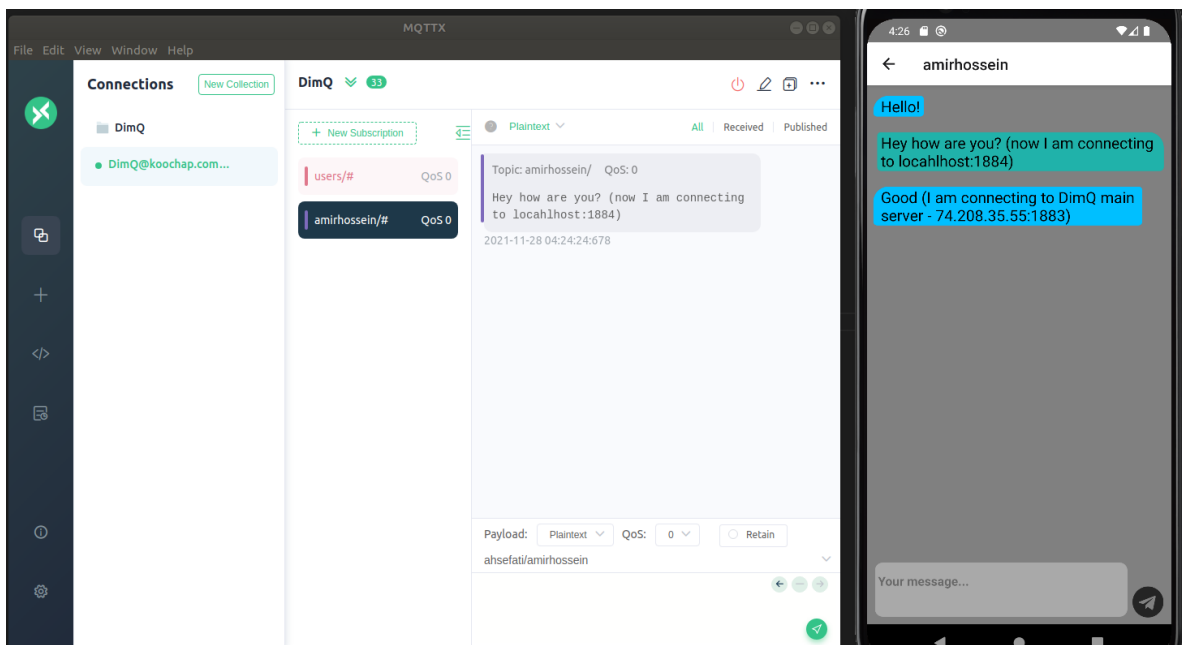 MQTTX
File Edit View Window Help
Connections
New Collection
DimQ
DimQ@koochap.com...
DimQ
33
+ New Subscription
users/#
QoS 0
amirhossein/#
QoS 0
Plaintext
All
Received
Published
Topic: amirhossein/ QoS: 0
Hey how are you? (now I am connecting
to locahlhost:1884)
2021-11-28 04:24:24:678
Payload:
Plaintext
QoS:
0
Retain
ahsefati/amirhossein
4:26
amirhossein
Hello!
Hey how are you? (now I am connecting
to locahlhost:1884)
Good (I am connecting to DimQ main
server - 74.208.35.55:1883)
Your message...